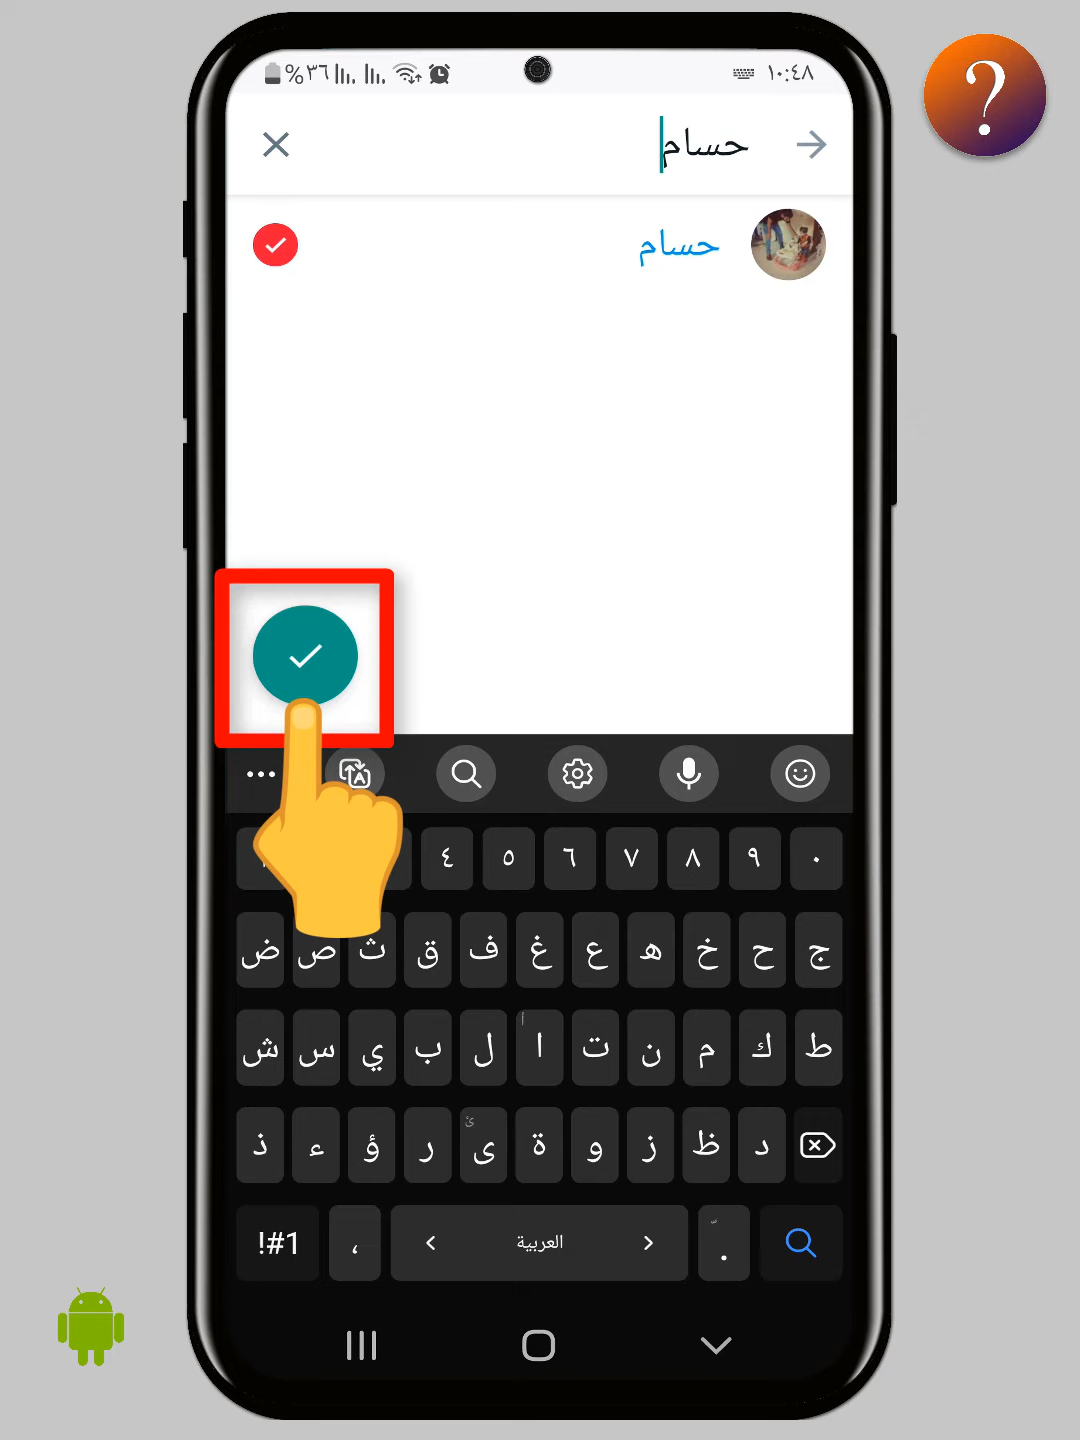 ١٠:٤٨ ٣٦%
حسام
حسام
٤ ٥ ٦ ٧ ٨ ٩ ٠
ض ص ث ق ف غ ع ه خ ح ج
ش س ي ب ل ا ت ن م ك ط
ذ ء ؤ ر ى ة و ز ظ د
!#1 ، العربية .
?